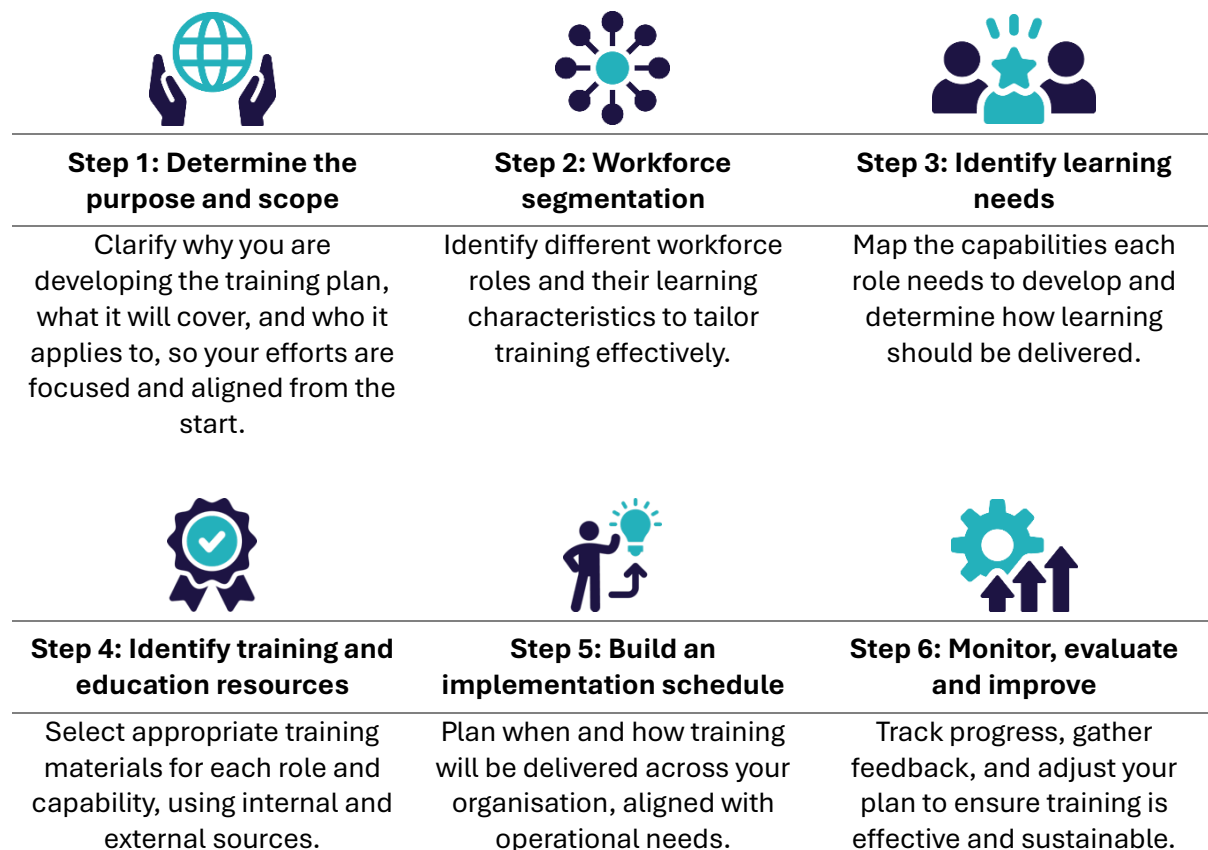 Step 1: Determine the
purpose and scope
Clarify why you are
developing the training plan,
what it will cover, and who it
applies to, so your efforts are
focused and aligned from the
start.
Step 2: Workforce
segmentation
Identify different workforce
roles and their learning
characteristics to tailor
training effectively.
Step 3: Identify learning
needs
Map the capabilities each
role needs to develop and
determine how learning
should be delivered.
Step 4: Identify training and
education resources
Select appropriate training
materials for each role and
capability, using internal and
external sources.
Step 5: Build an
implementation schedule
Plan when and how training
will be delivered across your
organisation, aligned with
operational needs.
Step 6: Monitor, evaluate
and improve
Track progress, gather
feedback, and adjust your
plan to ensure training is
effective and sustainable.